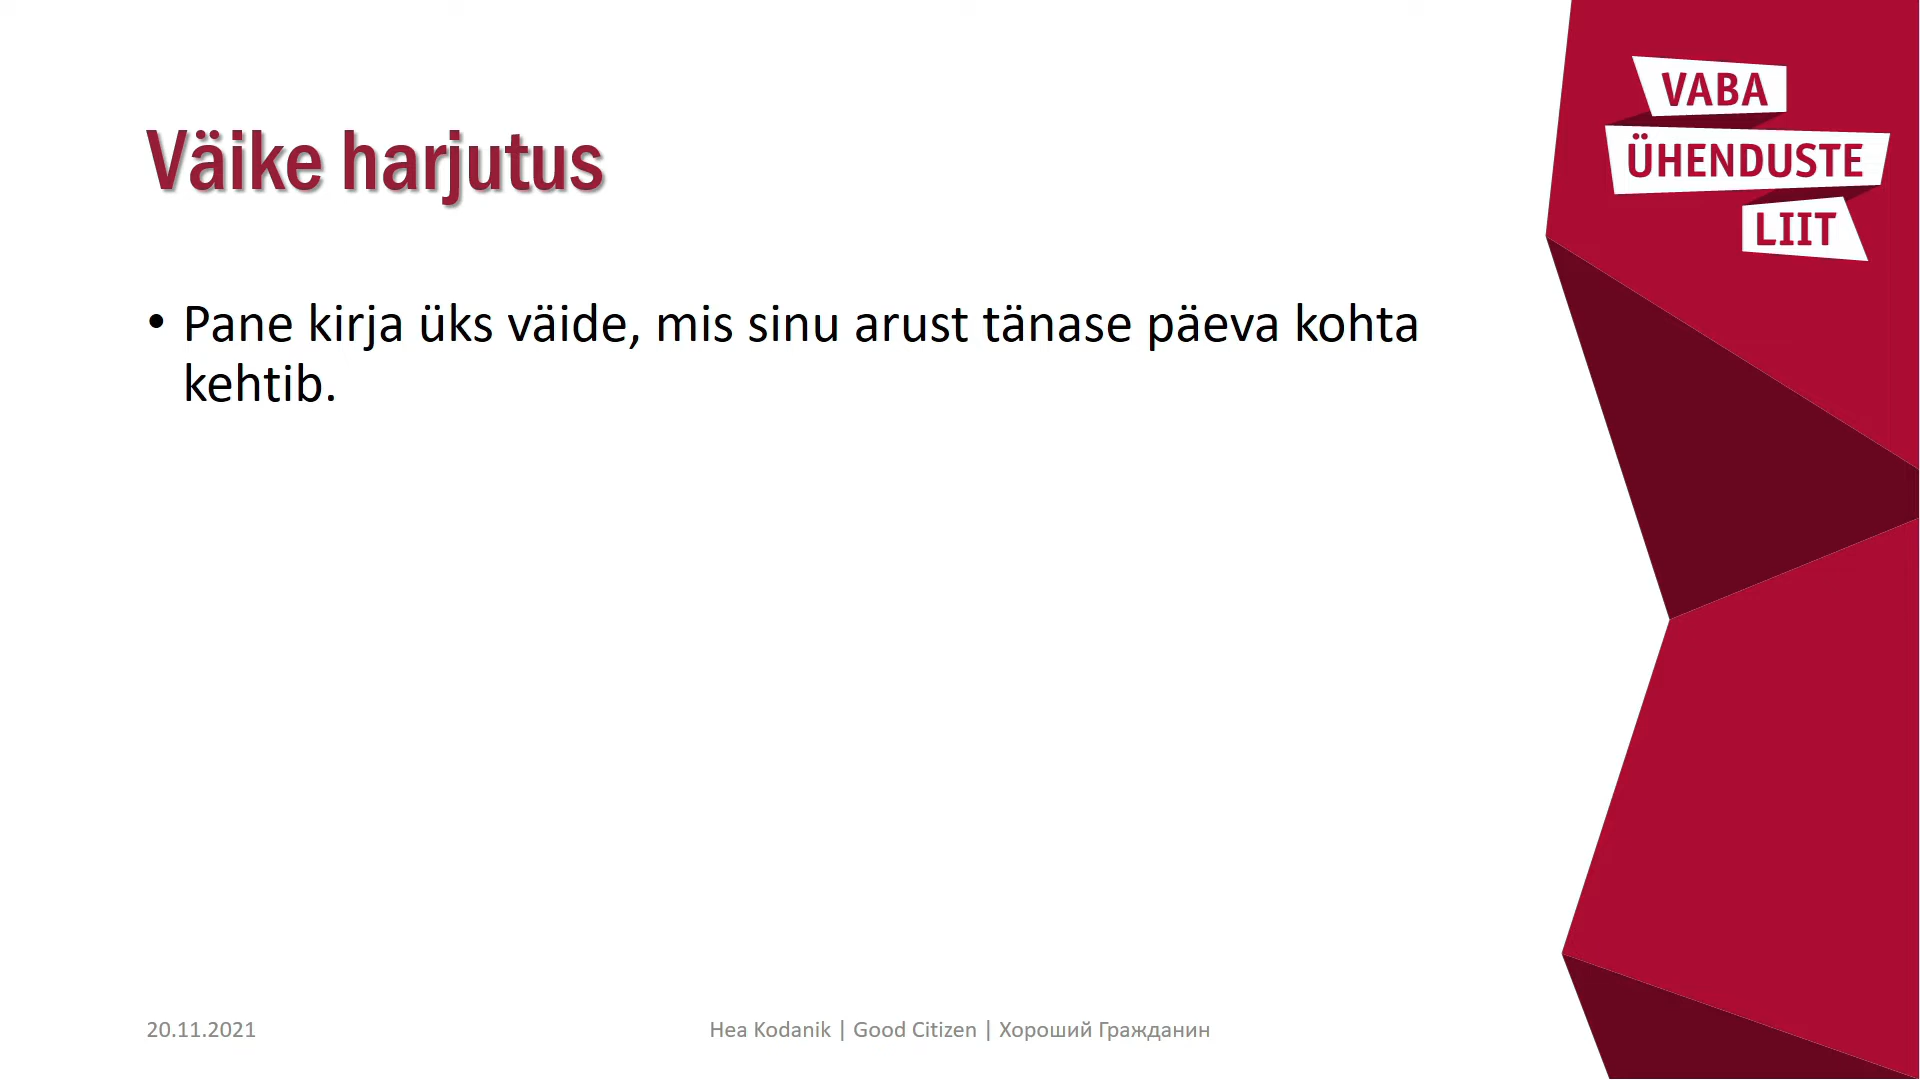 VABA
ÜHENDUSTE
LIIT
Väike harjutus
• Pane kirja üks väide, mis sinu arust tänase päeva kohta
kehtib.
20.11.2021
Hea Kodanik | Good Citizen | Хороший Гражданин